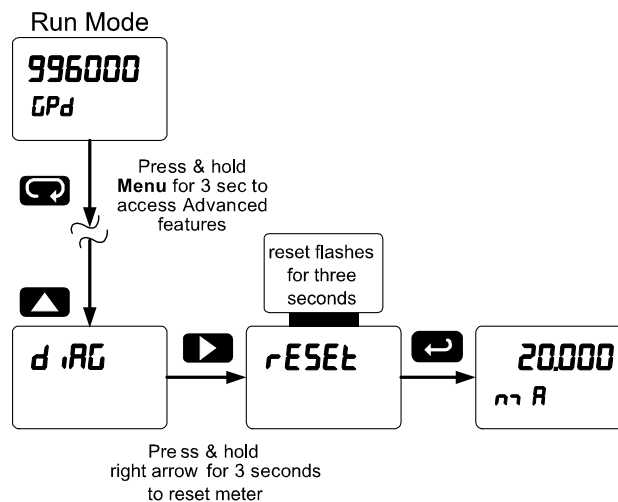 Run Mode
996000
GPd
Press & hold
Menu for 3 sec to
access Advanced
features
reset flashes
for three
seconds
diAG
rESEt
20.000
mA
Press & hold
right arrow for 3 seconds
to reset meter